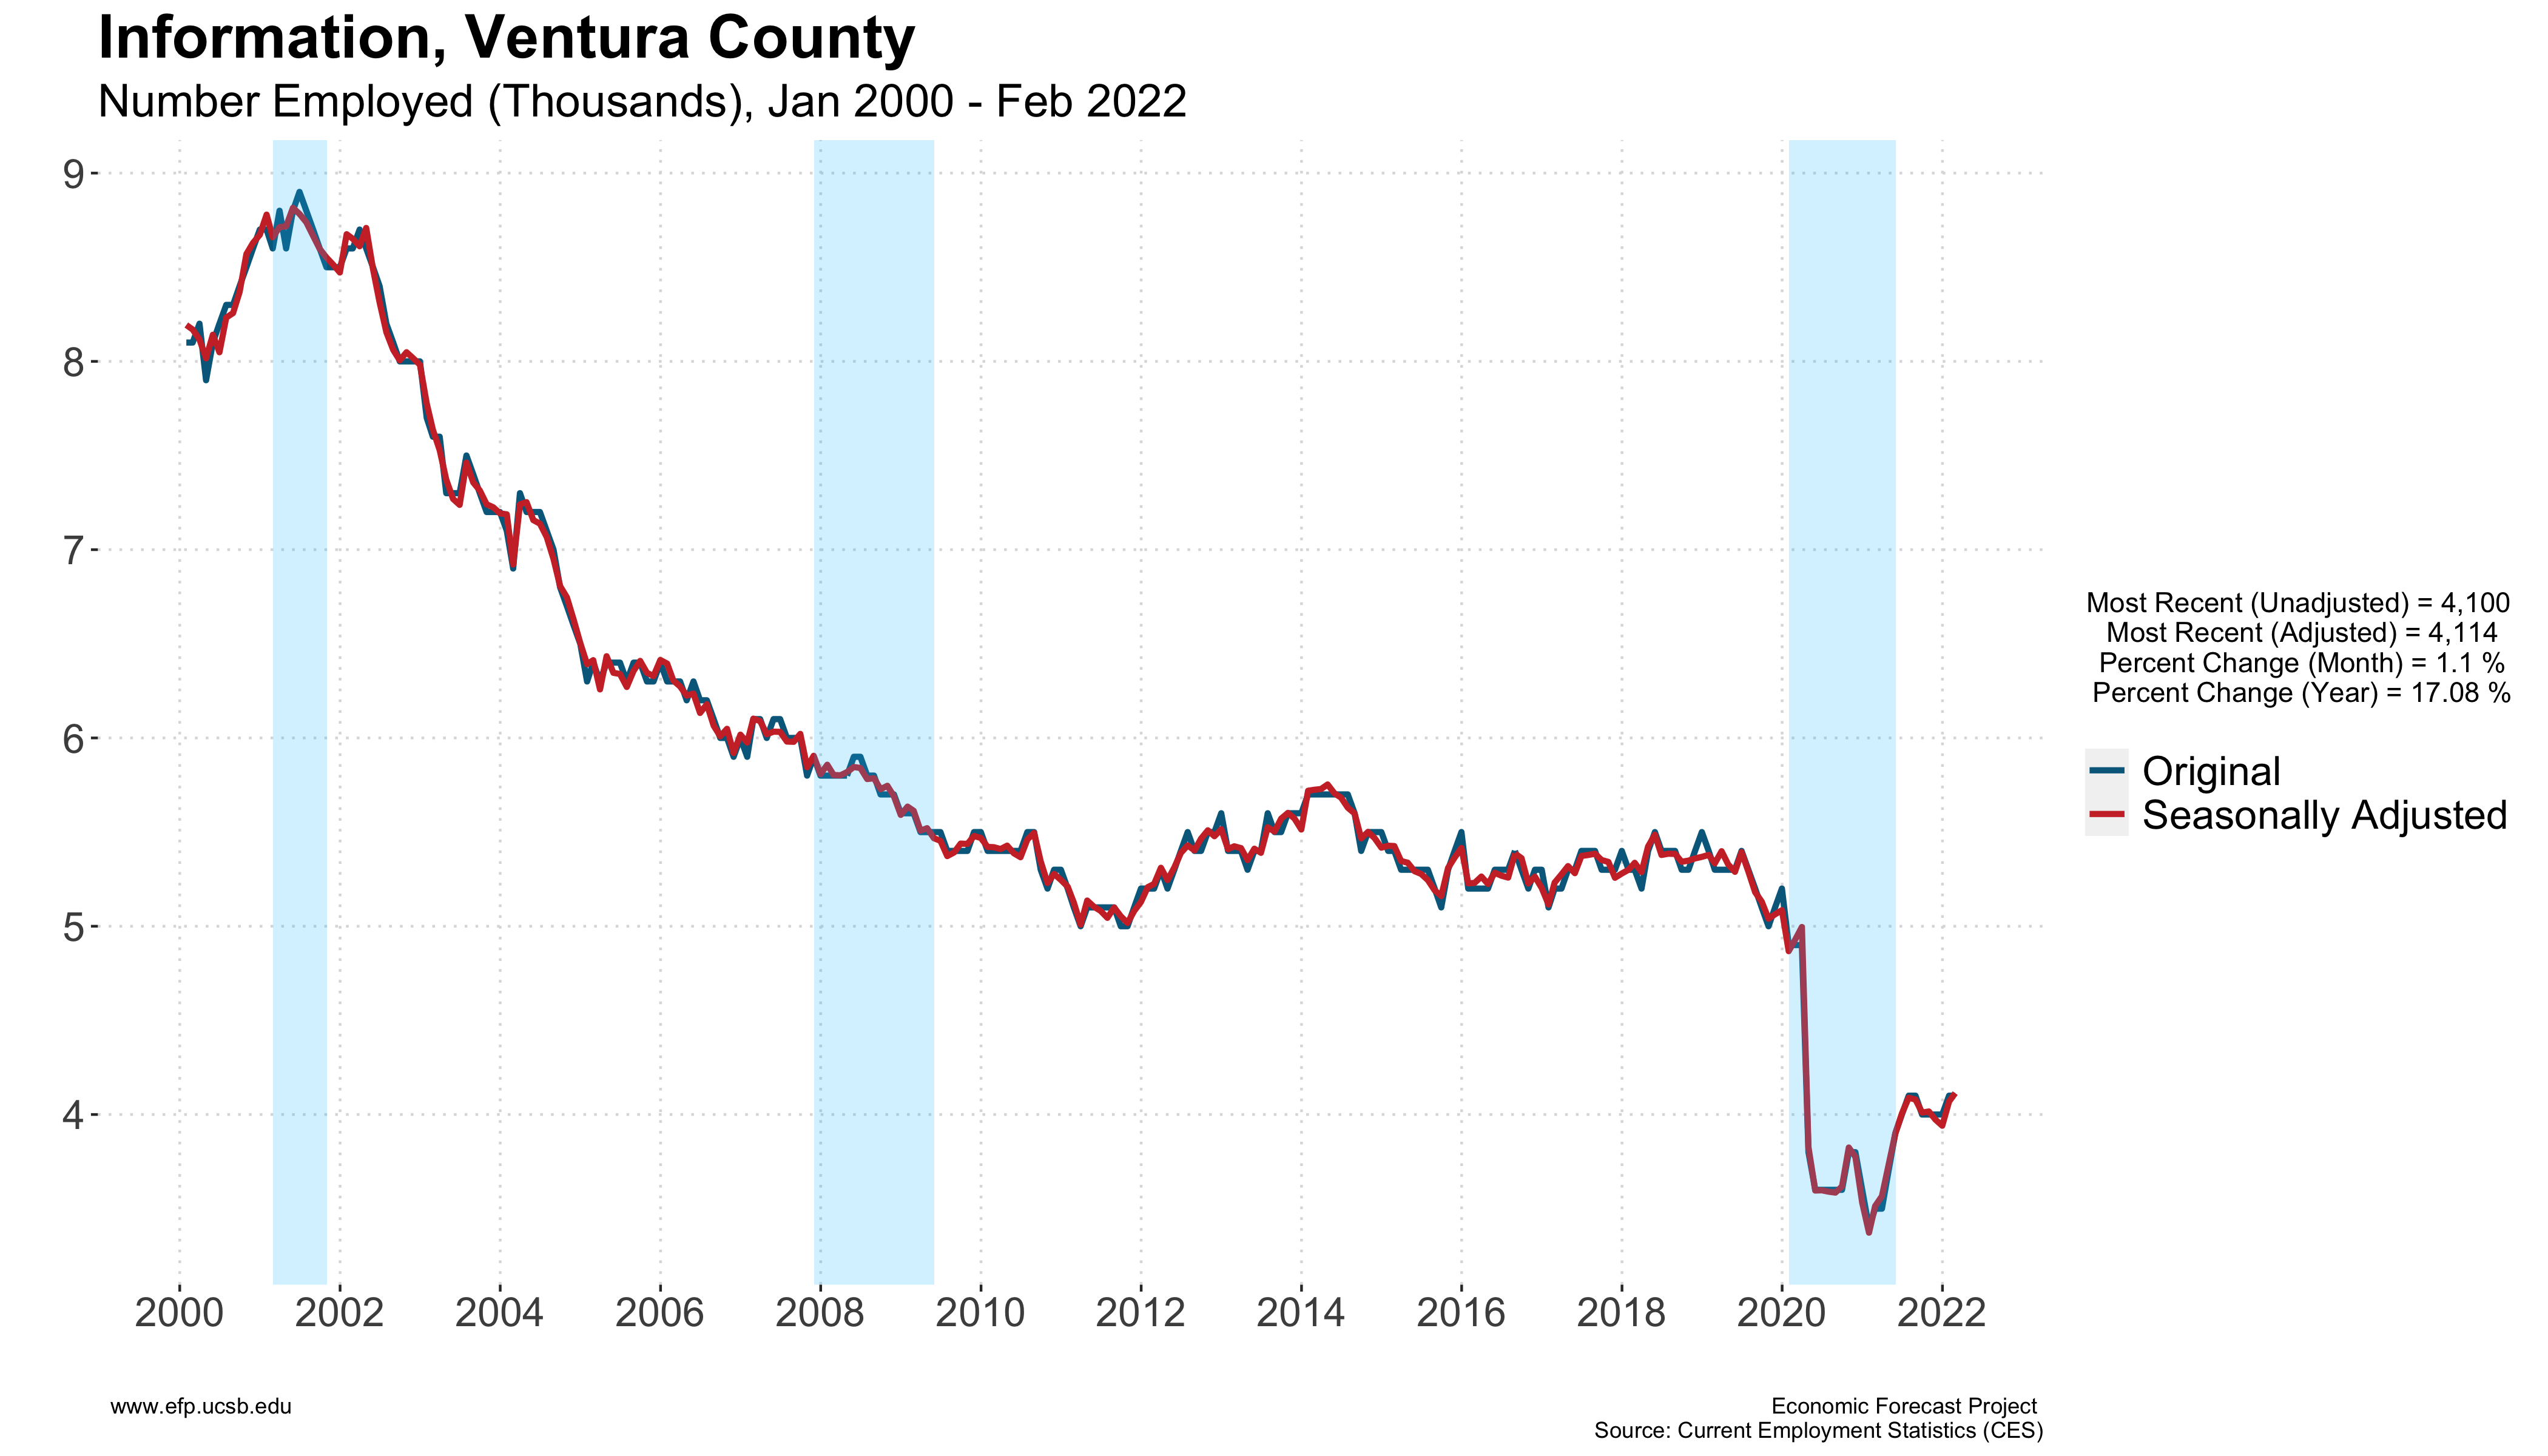 Information, Ventura County
Number Employed (Thousands), Jan 2000 - Feb 2022
9
8
7
6
5
4
2000 2002 2004 2006 2008 2010 2012 2014 2016 2018 2020 2022
Most Recent (Unadjusted) = 4,100
Most Recent (Adjusted) = 4,114
Percent Change (Month) = 1.1 %
Percent Change (Year) = 17.08 %
Original
Seasonally Adjusted
www.efp.ucsb.edu
Economic Forecast Project
Source: Current Employment Statistics (CES)